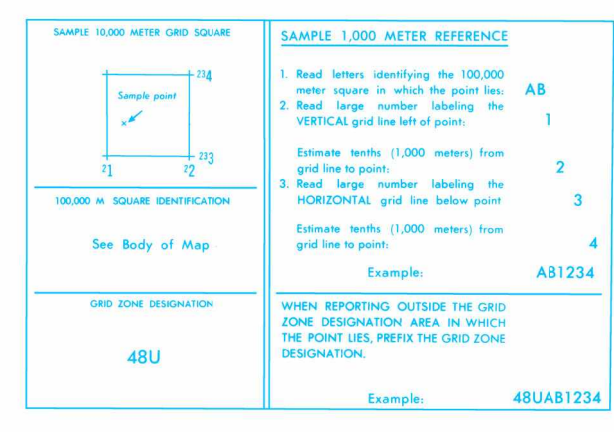 SAMPLE 10,000 METER GRID SQUARE
234
Sample point
233
21
22
100,000 M SQUARE IDENTIFICATION
See Body of Map
GRID ZONE DESIGNATION
48U
SAMPLE 1,000 METER REFERENCE
1. Read letters identifying the 100,000
meter square in which the point lies: AB
2. Read large number labeling the
VERTICAL grid line left of point: 1
Estimate tenths (1,000 meters) from
grid line to point: 2
3. Read large number labeling the
HORIZONTAL grid line below point 3
Estimate tenths (1,000 meters) from
grid line to point: 4
Example: AB1234
WHEN REPORTING OUTSIDE THE GRID
ZONE DESIGNATION AREA IN WHICH
THE POINT LIES, PREFIX THE GRID ZONE
DESIGNATION.
Example: 48UAB1234